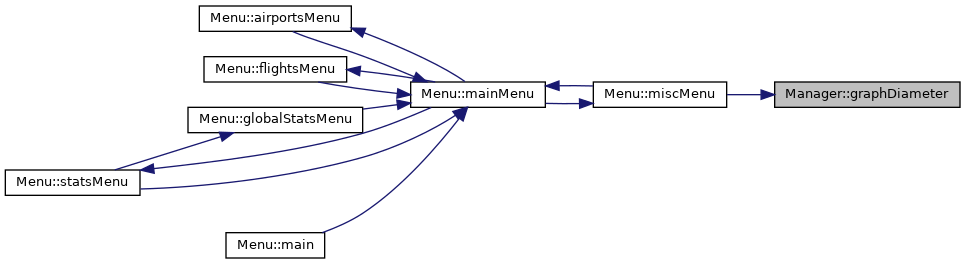 Menu::airportsMenu
Menu::flightsMenu
Menu::mainMenu
Menu::miscMenu
Manager::graphDiameter
Menu::globalStatsMenu
Menu::statsMenu
Menu::main